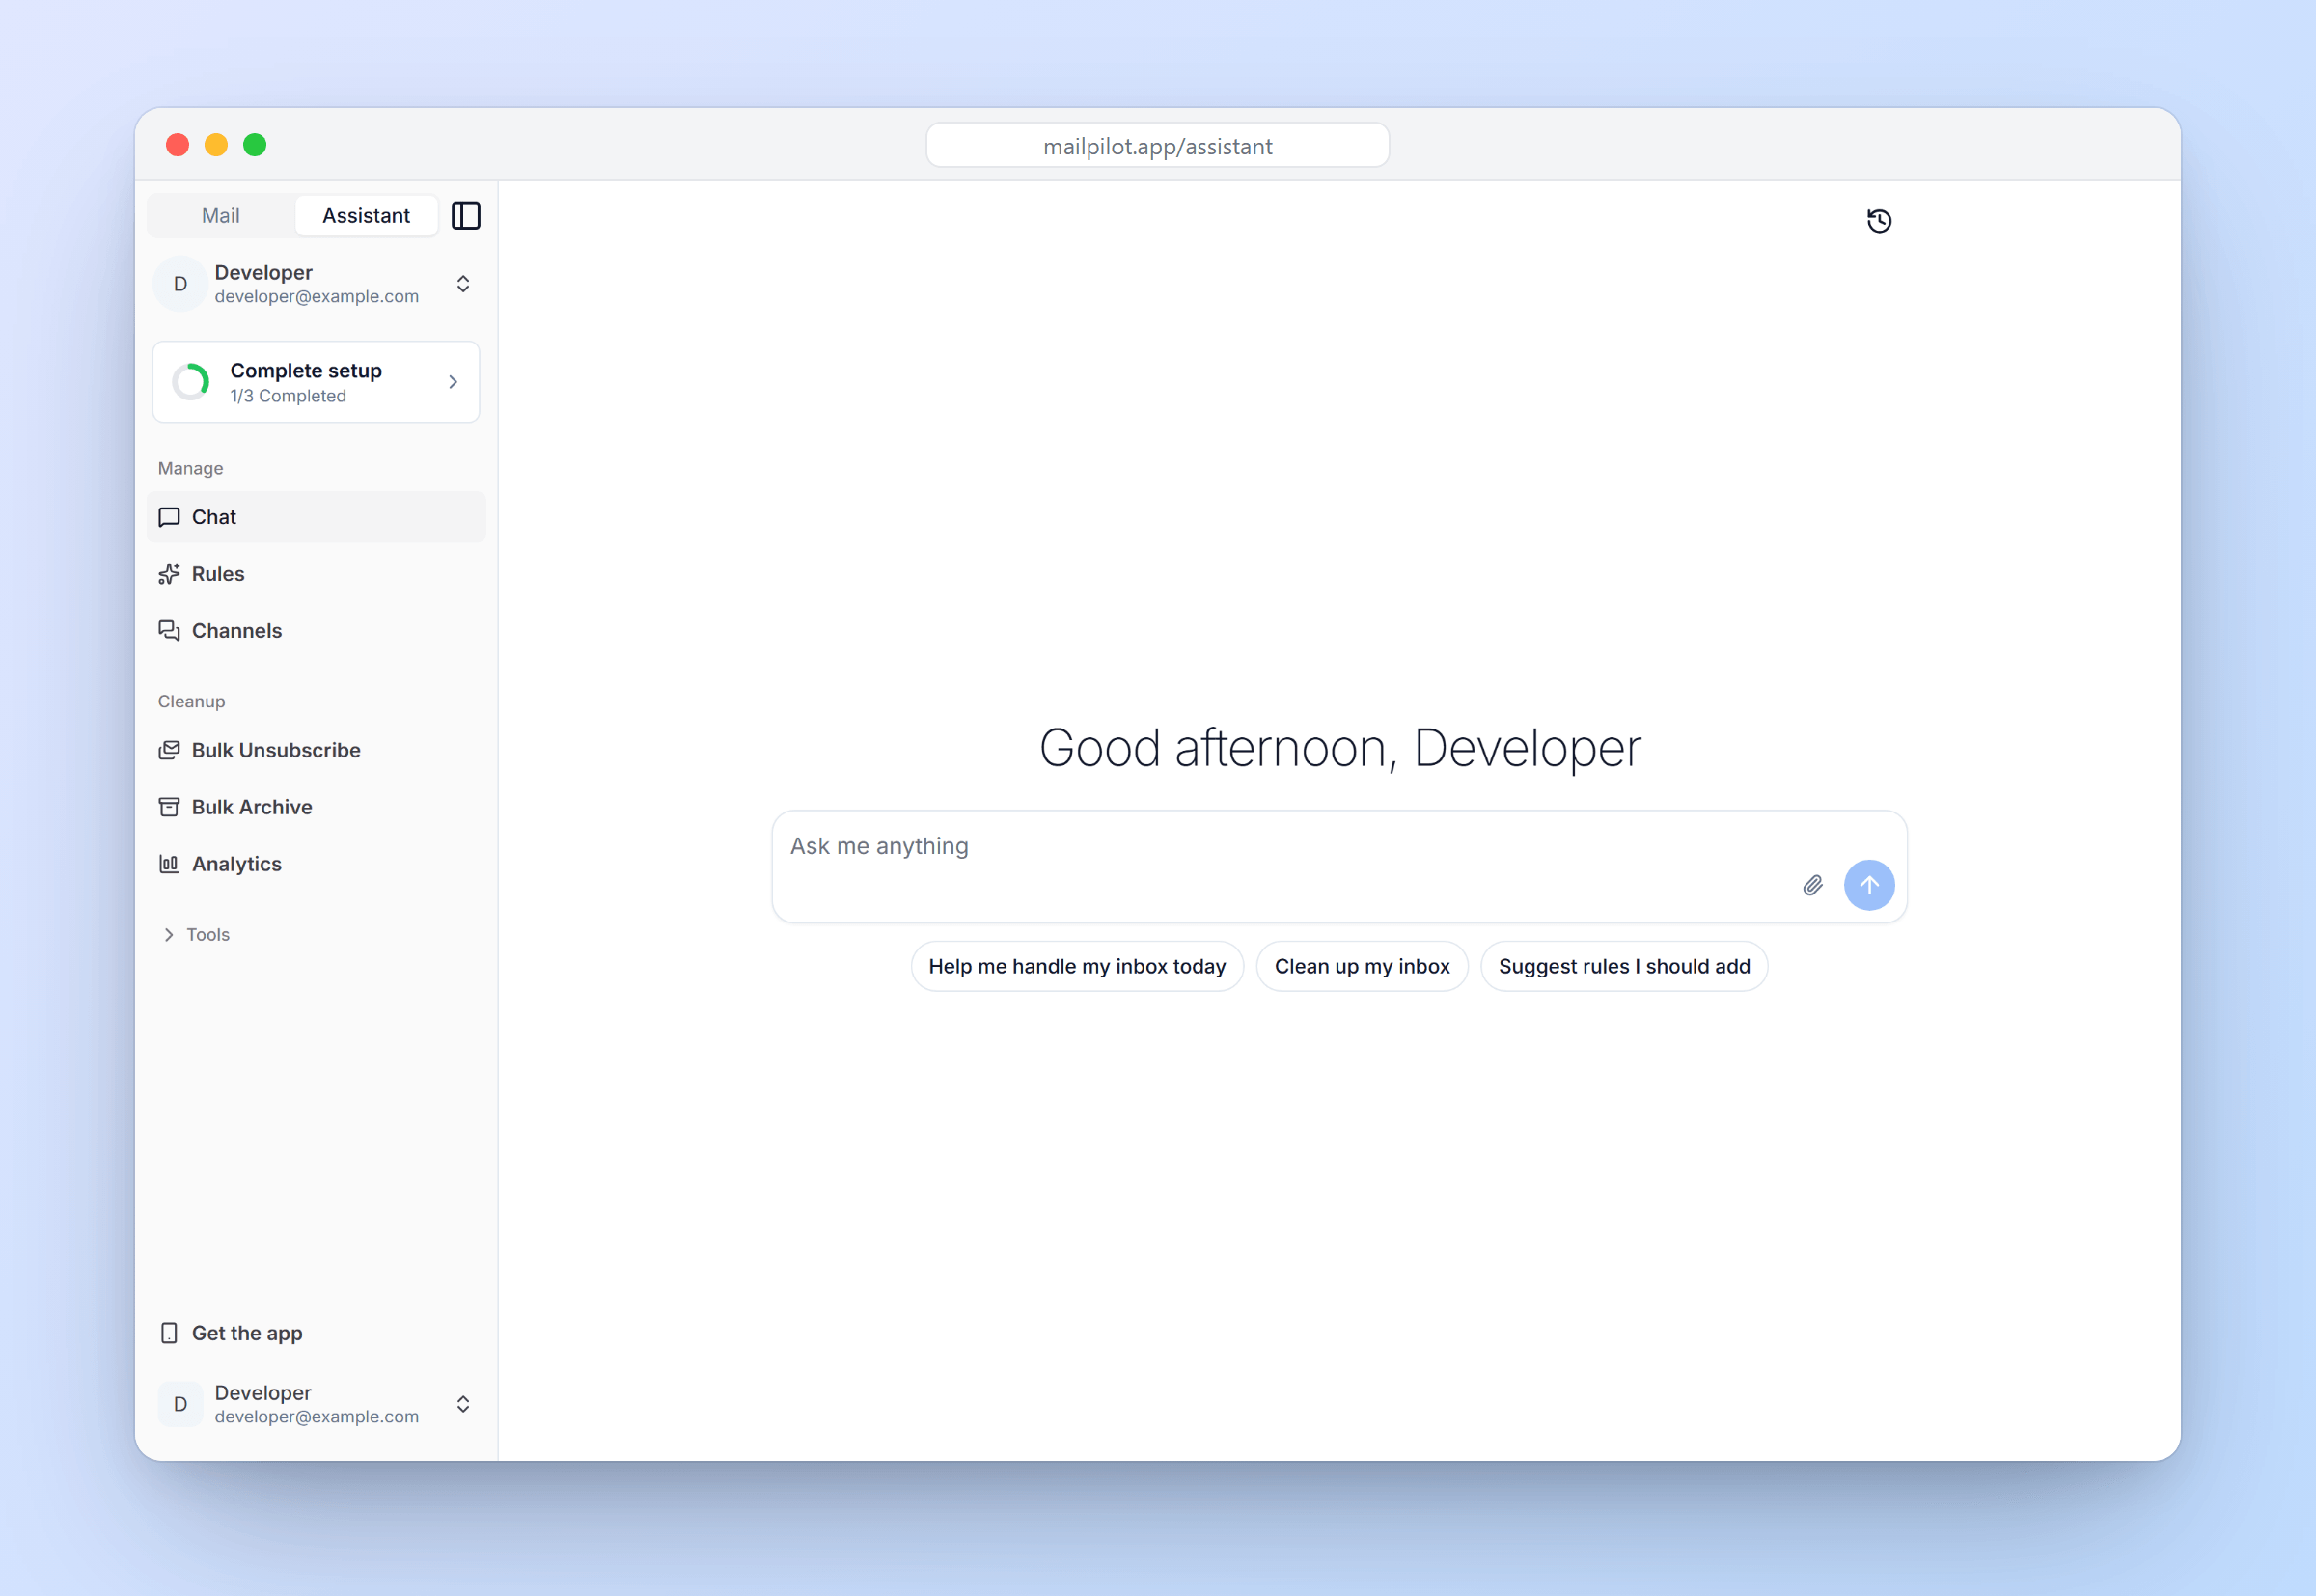 mailpilot.app/assistant
Mail
Assistant
D
Developer
developer@example.com
Complete setup
1/3 Completed
Manage
Chat
Rules
Channels
Cleanup
Bulk Unsubscribe
Bulk Archive
Analytics
Tools
Get the app
D
Developer
developer@example.com
Good afternoon, Developer
Ask me anything
Help me handle my inbox today
Clean up my inbox
Suggest rules I should add